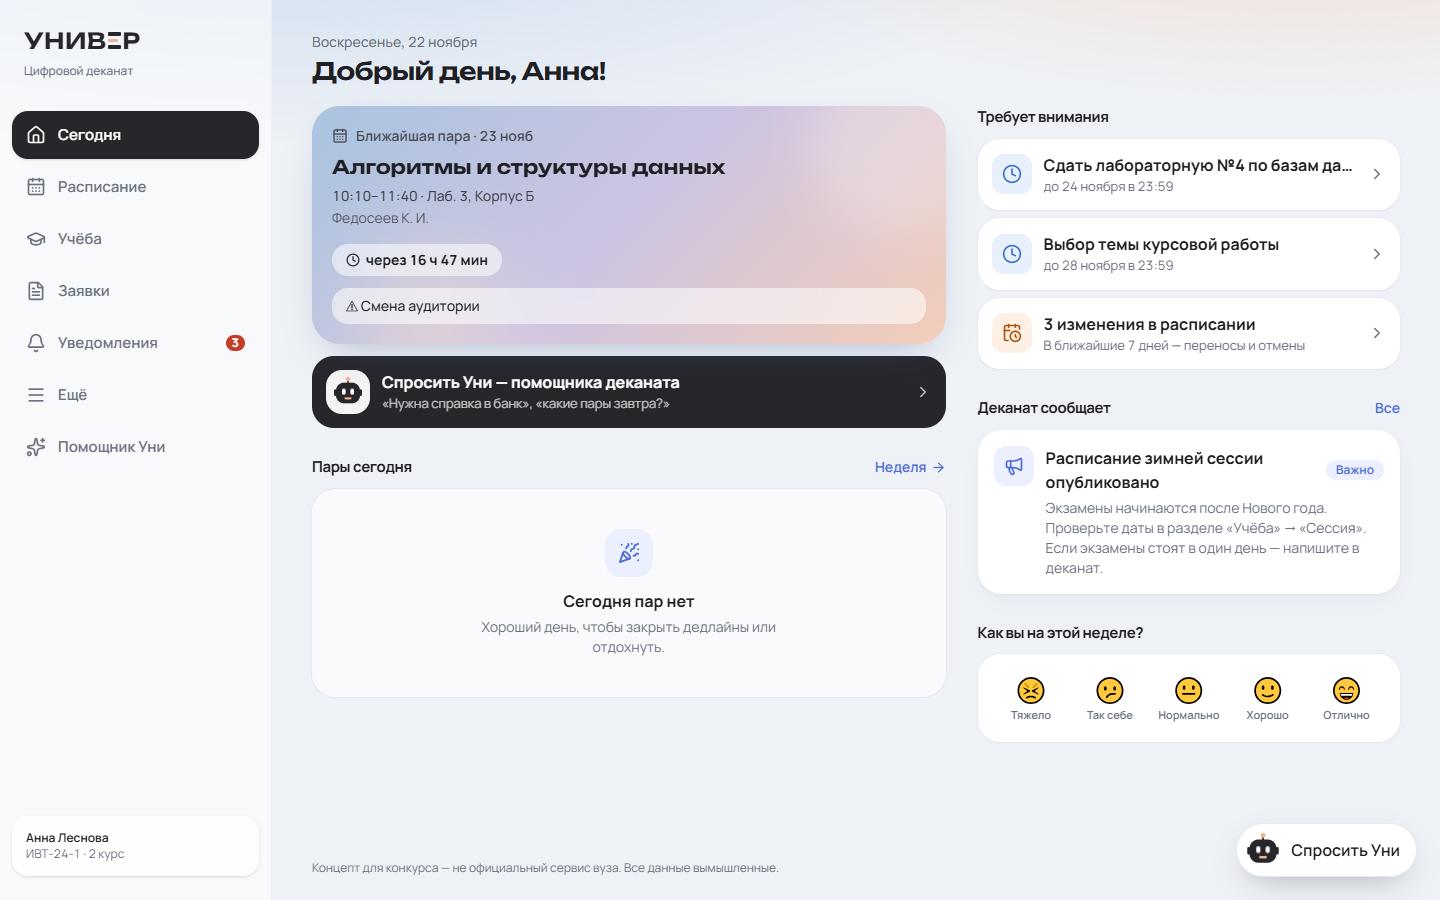 УНИВЕР
Цифровой деканат
Сегодня
Расписание
Учёба
Заявки
Уведомления
3
Ещё
Помощник Уни
Анна Леснова
ИВТ-24-1 · 2 курс
Воскресенье, 22 ноября
Добрый день, Анна!
Ближайшая пара · 23 нояб
Алгоритмы и структуры данных
10:10–11:40 · Лаб. 3, Корпус Б
Федосеев К. И.
через 16 ч 47 мин
⚠ Смена аудитории
Спросить Уни — помощника деканата
«Нужна справка в банк», «какие пары завтра?»
Пары сегодня
Неделя →
Сегодня пар нет
Хороший день, чтобы закрыть дедлайны или
отдохнуть.
Концепт для конкурса — не официальный сервис вуза. Все данные вымышленные.
Требует внимания
Сдать лабораторную №4 по базам да...
до 24 ноября в 23:59
Выбор темы курсовой работы
до 28 ноября в 23:59
3 изменения в расписании
В ближайшие 7 дней — переносы и отмены
Деканат сообщает
Все
Расписание зимней сессии
опубликовано
Важно
Экзамены начинаются после Нового года.
Проверьте даты в разделе «Учёба» → «Сессия».
Если экзамены стоят в один день — напишите в
деканат.
Как вы на этой неделе?
Тяжело
Так себе
Нормально
Хорошо
Отлично
Спросить Уни